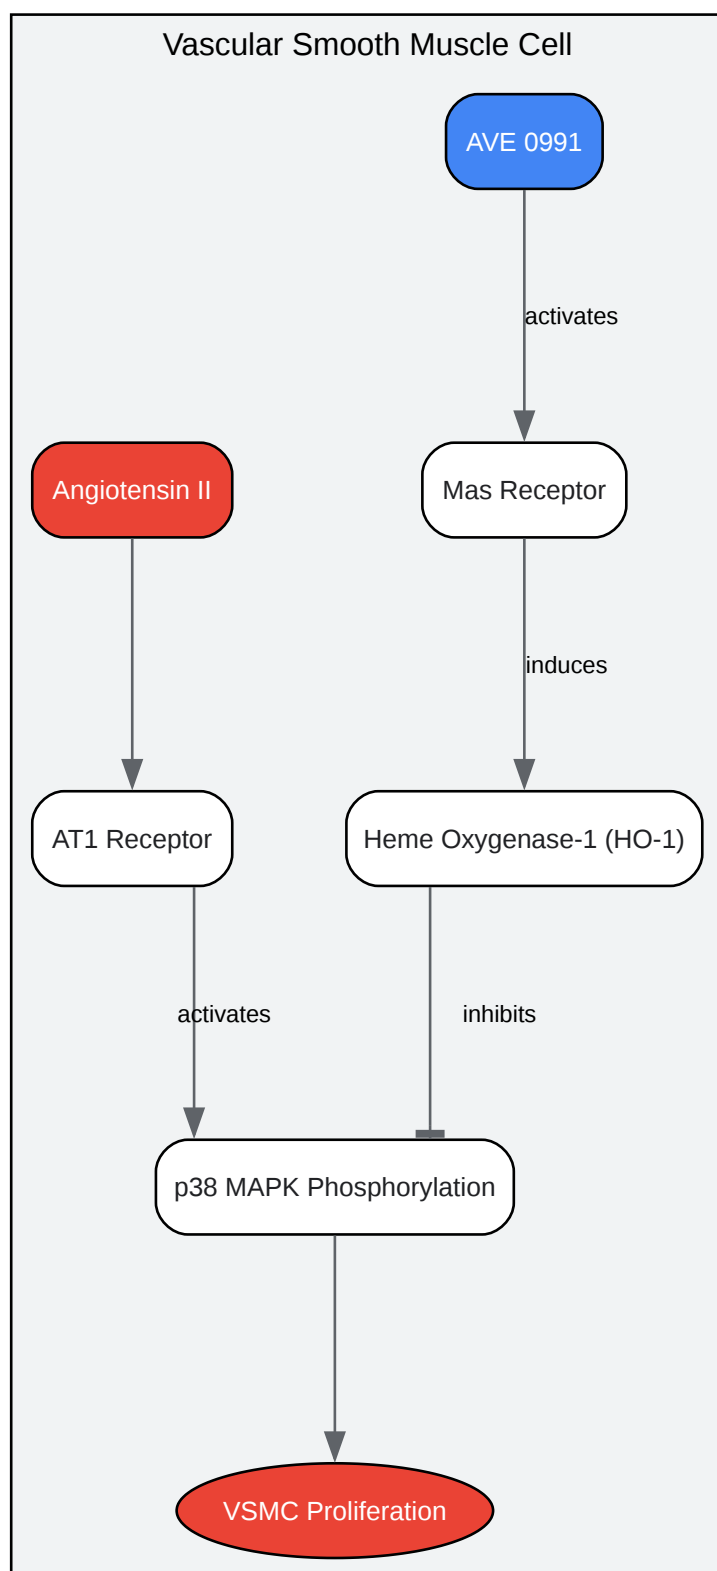 Vascular Smooth Muscle Cell
AVE 0991
activates
Angiotensin II
Mas Receptor
induces
AT1 Receptor
Heme Oxygenase-1 (HO-1)
activates
inhibits
p38 MAPK Phosphorylation
VSMC Proliferation